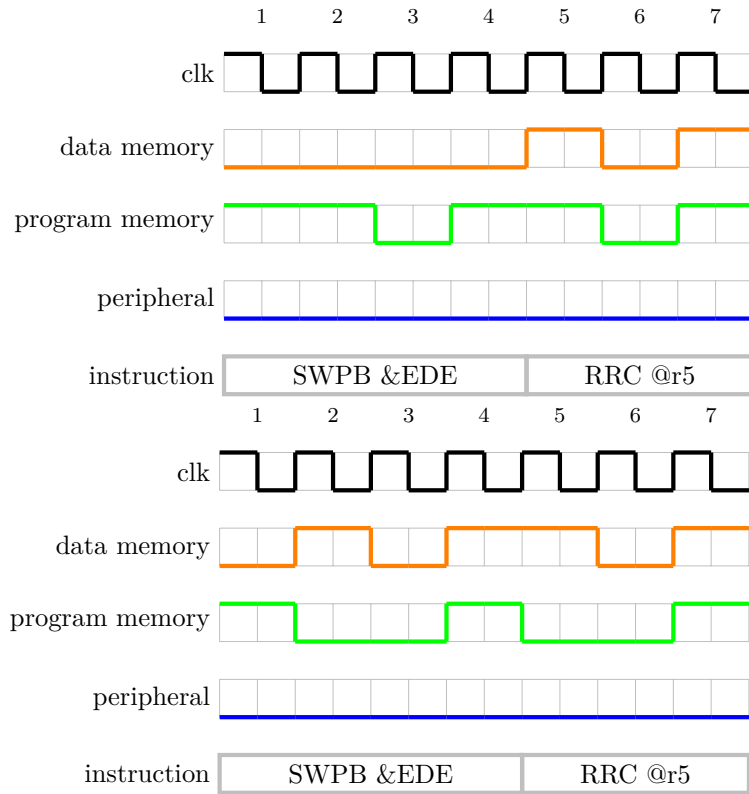 1 2 3 4 5 6 7
clk
data memory
program memory
peripheral
instruction SWPB &EDE RRC @r5
1 2 3 4 5 6 7
clk
data memory
program memory
peripheral
instruction SWPB &EDE RRC @r5